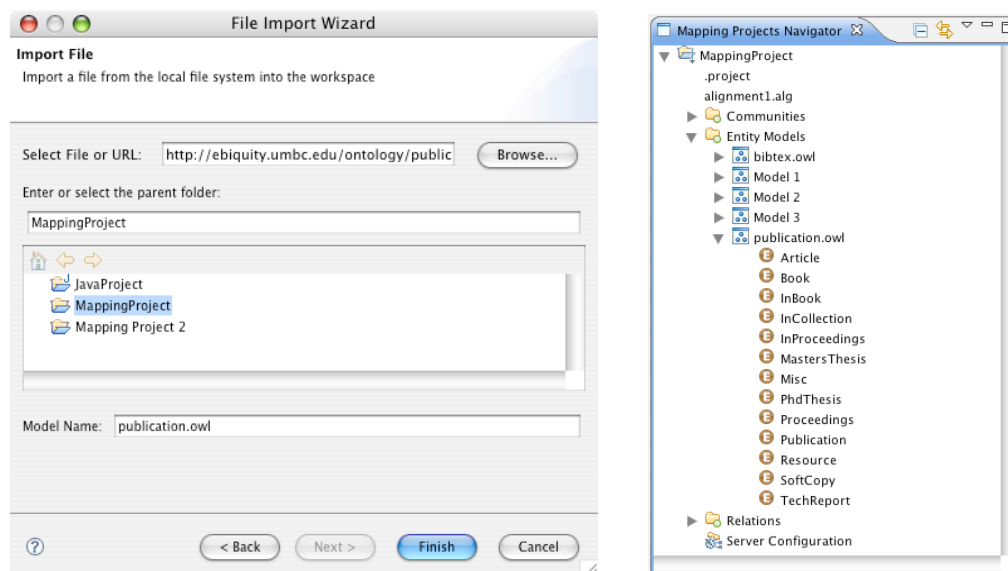 File Import Wizard
Import File
Import a file from the local file system into the workspace
Select File or URL: http://ebiquity.umbc.edu/ontology/public Browse...
Enter or select the parent folder:
MappingProject
JavaProject
MappingProject
Mapping Project 2
Model Name: publication.owl
< Back Next > Finish Cancel
Mapping Projects Navigator
MappingProject
.project
alignment1.alg
Communities
Entity Models
bibtex.owl
Model 1
Model 2
Model 3
publication.owl
E Article
E Book
E InBook
E InCollection
E InProceedings
E MastersThesis
E Misc
E PhdThesis
E Proceedings
E Publication
E Resource
E SoftCopy
E TechReport
Relations
Server Configuration